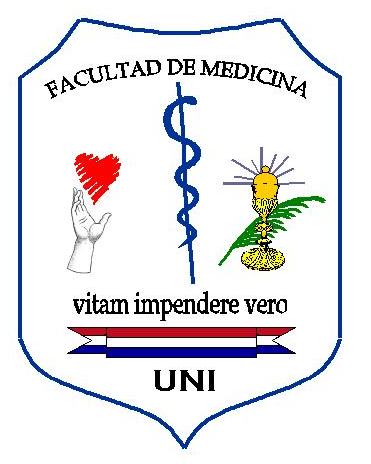 FACULTAD DE MEDICINA
vitam impendere vero
UNI